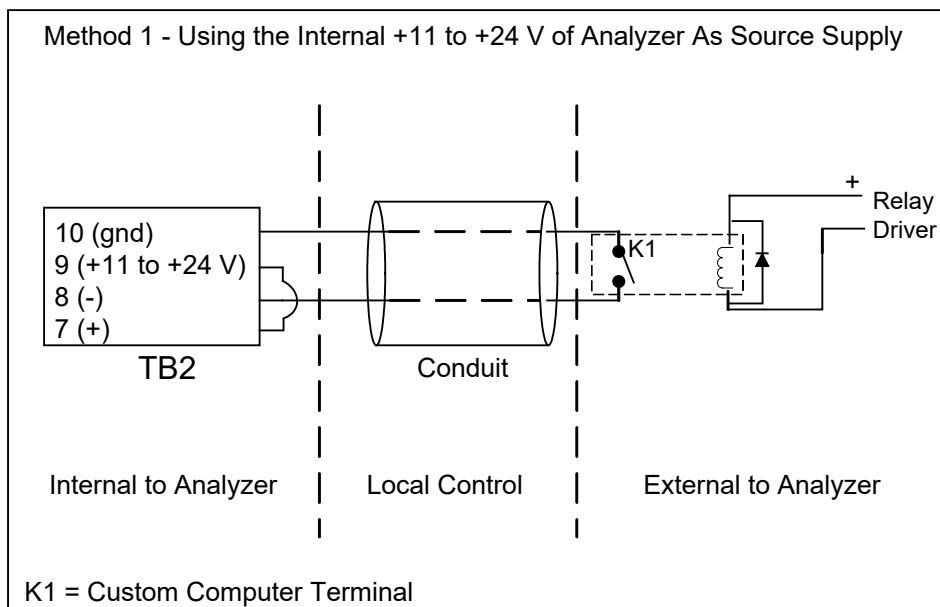 Method 1 - Using the Internal +11 to +24 V of Analyzer As Source Supply
+
Relay
Driver
10 (gnd)
9 (+11 to +24 V)
8 (-)
7 (+)
K1
TB2
Conduit
Internal to Analyzer
Local Control
External to Analyzer
K1 = Custom Computer Terminal